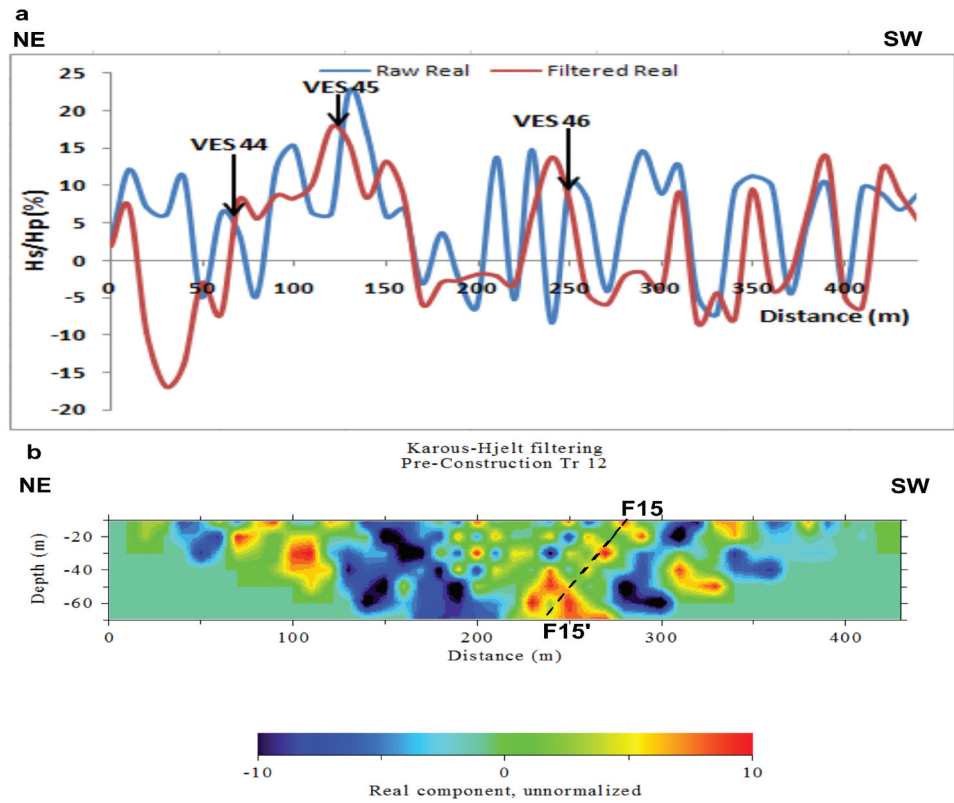 a
NE SW
25
Raw Real Filtered Real
20
VES 45
15
VES 44
VES 46
10
5
0
0 50 100 150 200 250 300 350 400
-5
Distance (m)
-10
-15
-20
Hs/Hp(%)
b
Karous-Hjelt filtering
Pre-Construction Tr 12
NE SW
F15
-20
-40
-60
Depth (m)
F15'
0 100 200 300 400
Distance (m)
-10 0 10
Real component, unnormalized